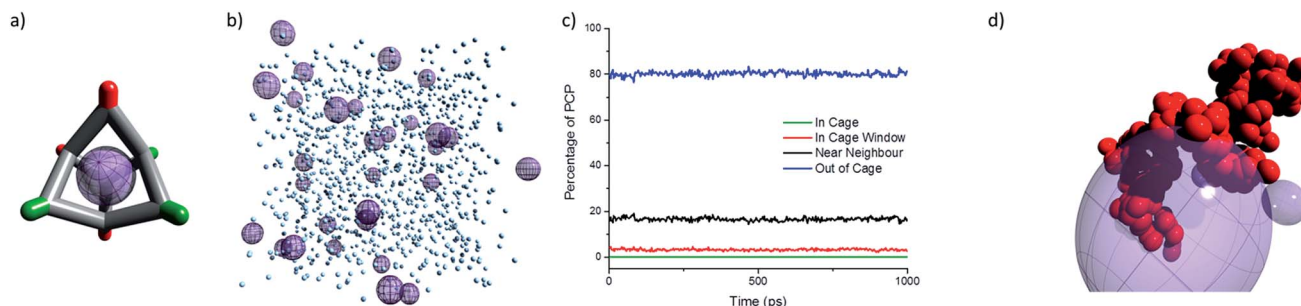 a)
b)
c)
d)
Percentage of PCP
100
80
60
40
20
0
In Cage
In Cage Window
Near Neighbour
Out of Cage
0
500
1000
Time (ps)